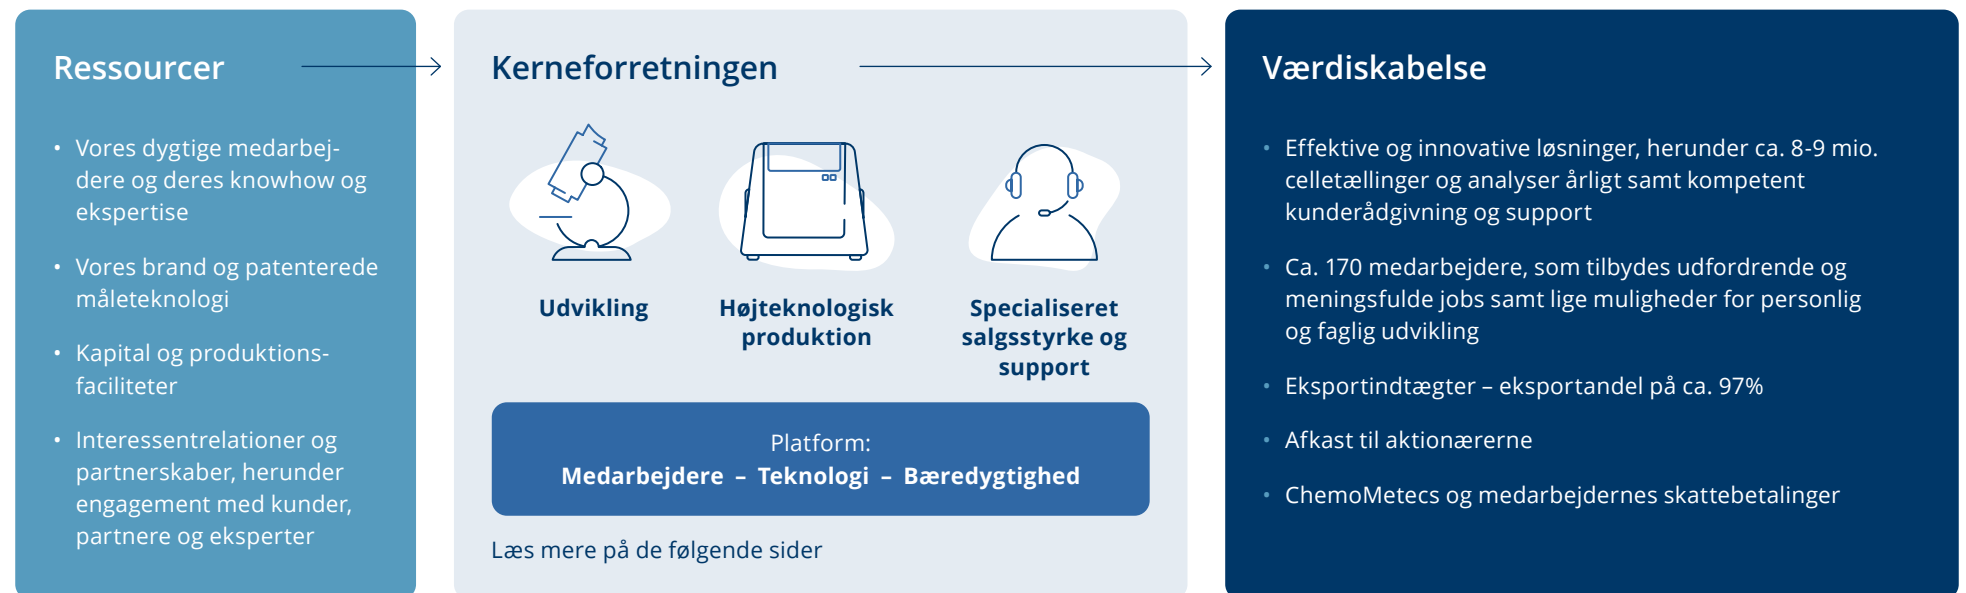 Ressourcer
• Vores dygtige medarbej-
dere og deres knowhow og
ekspertise
• Vores brand og patenterede
måleteknologi
• Kapital og produktions-
faciliteter
• Interessentrelationer og
partnerskaber, herunder
engagement med kunder,
partnere og eksperter
Kerneforretningen
Udvikling
Højteknologisk
produktion
Specialiseret
salgsstyrke og
support
Platform:
Medarbejdere – Teknologi – Bæredygtighed
Læs mere på de følgende sider
Værdiskabelse
• Effektive og innovative løsninger, herunder ca. 8-9 mio.
celletællinger og analyser årligt samt kompetent
kunderådgivning og support
• Ca. 170 medarbejdere, som tilbydes udfordrende og
meningsfulde jobs samt lige muligheder for personlig
og faglig udvikling
• Eksportindtægter – eksportandel på ca. 97%
• Afkast til aktionærerne
• ChemoMetecs og medarbejdernes skattebetalinger